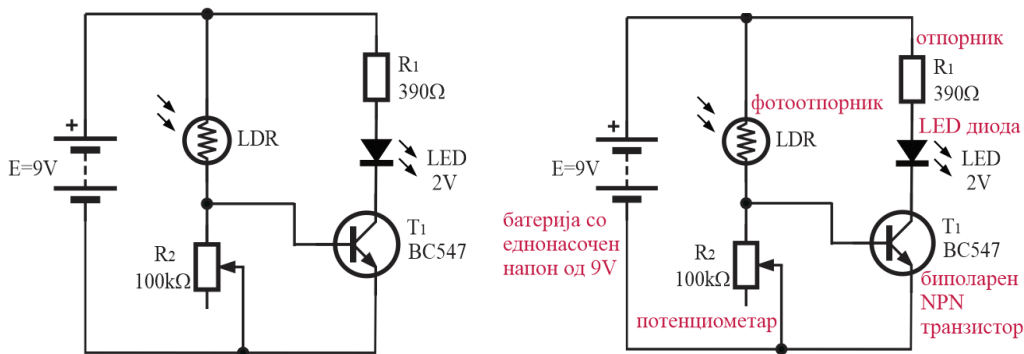 R1
390Ω
+
LDR
E=9V
LED
2V
T1
BC547
R2
100kΩ
отпорник
R1
390Ω
фотоотпорник
+
LED диода
LDR
E=9V
LED
2V
батерија со
еднонасочен
напон од 9V
T1
BC547
R2
100kΩ
биполарен
NPN
транзистор
потенциометар